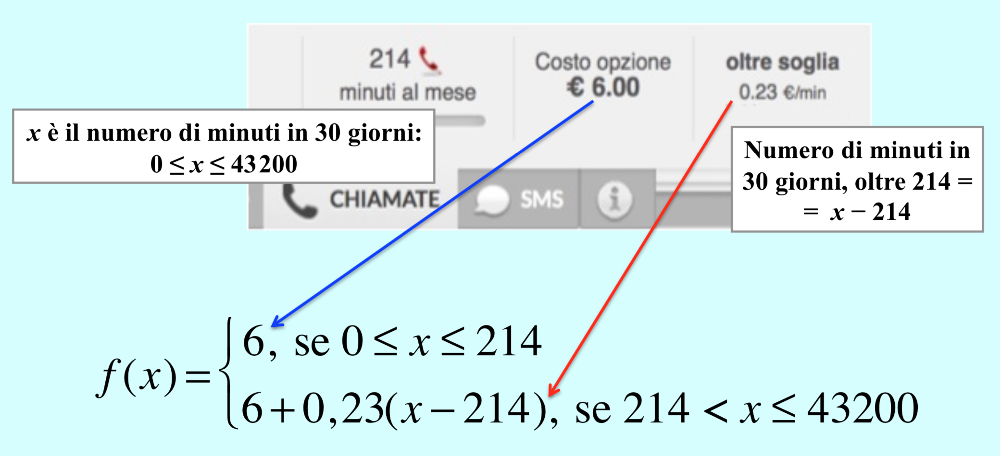 214
minuti al mese
Costo opzione
€ 6.00
oltre soglia
0.23 €/min
x è il numero di minuti in 30 giorni:
0 ≤ x ≤ 43200
Numero di minuti in
30 giorni, oltre 214 =
= x − 214
CHIAMATE
SMS
i
f(x) = {
6, se 0 ≤ x ≤ 214
6+0,23(x−214), se 214 < x ≤ 43200